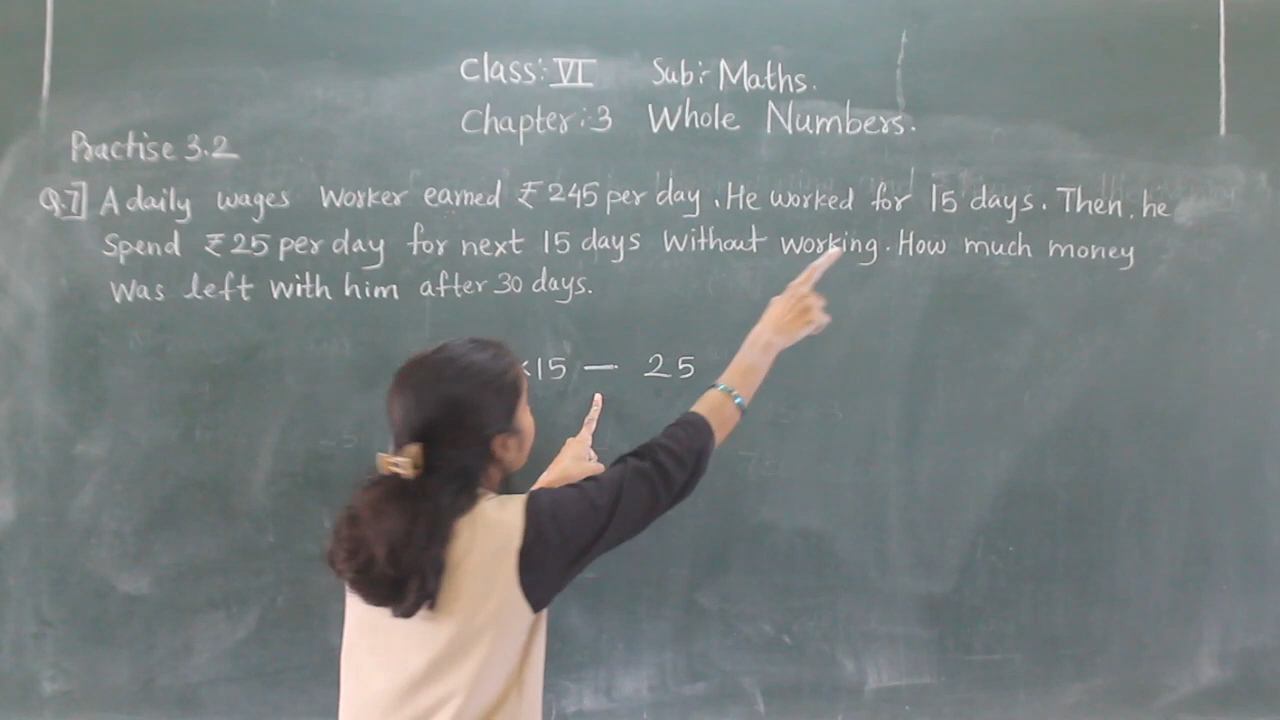 Class:- VI Sub:- Maths.
Chapter:-3 Whole Numbers.
Practise 3.2
Q.7] A daily wages Worker earned ₹245 per day. He worked for 15 days. Then, he
Spend ₹25 per day for next 15 days without working. How much money
was left with him after 30 days.
×15 — 25